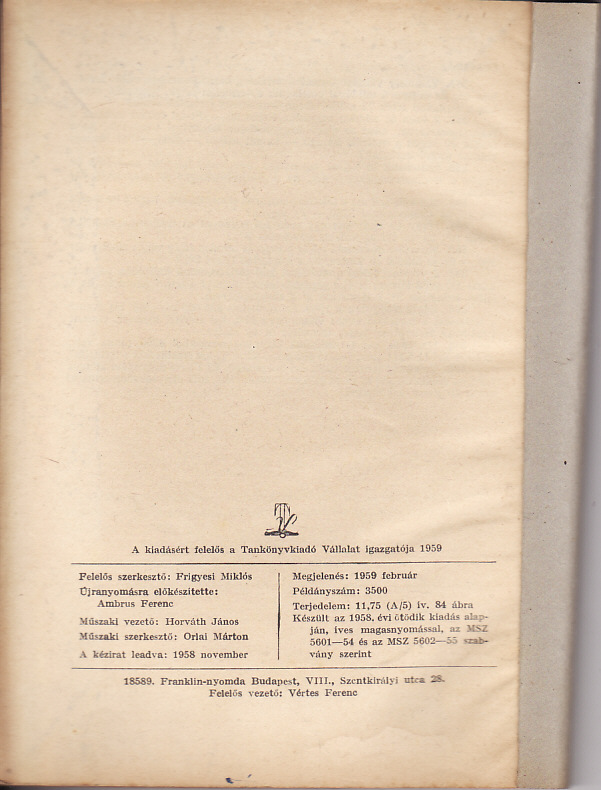 A kiadásért felelős a Tankönyvkiadó Vállalat igazgatója 1959
Felelős szerkesztő: Frigyesi Miklós
Újranyomásra előkészítette:
Ambrus Ferenc
Műszaki vezető: Horváth János
Műszaki szerkesztő: Orlai Márton
A kézirat leadva: 1958 november
Megjelenés: 1959 február
Példányszám: 3500
Terjedelem: 11,75 (A/5) ív, 84 ábra
Készült az 1958. évi ötödik kiadás alap-
ján, íves magasnyomással, az MSZ
5601—54 és az MSZ 5602—55 szab-
vány szerint
18589. Franklin-nyomda Budapest, VIII., Szentkirályi utca 28.
Felelős vezető: Vértes Ferenc